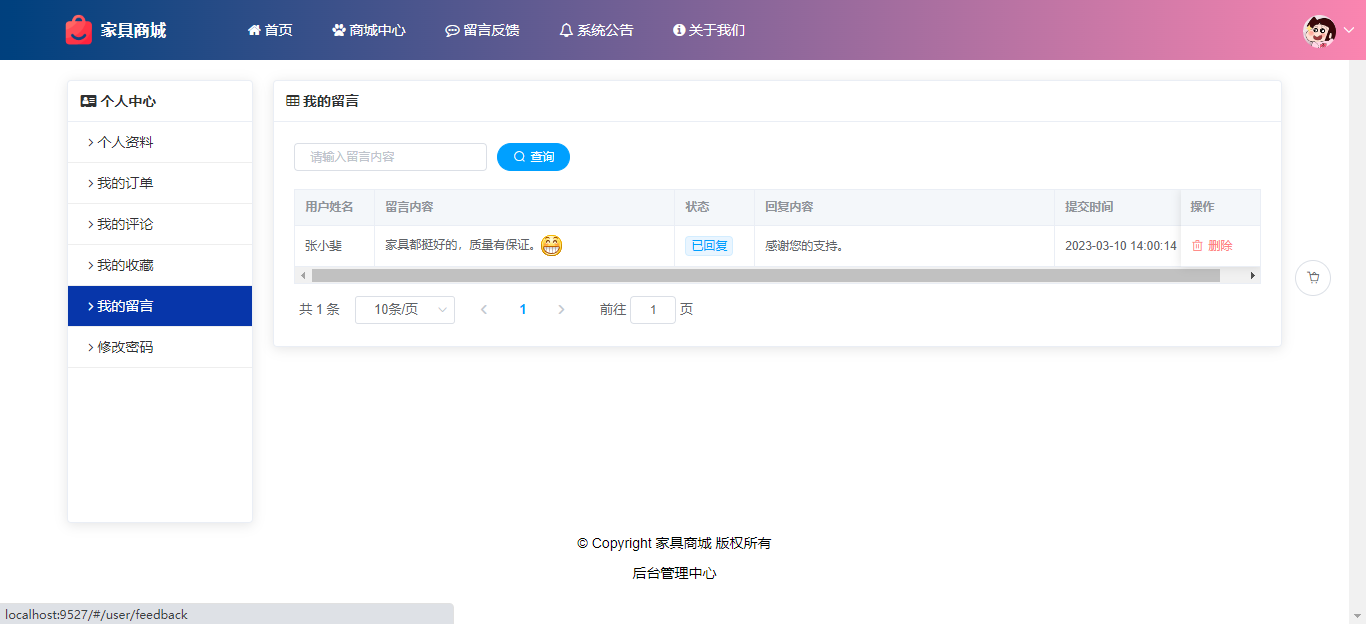 家具商城 首页 商城中心 留言反馈 系统公告 关于我们
个人中心
个人资料
我的订单
我的评论
我的收藏
我的留言
修改密码
我的留言
请输入留言内容 查询
用户姓名 留言内容 状态 回复内容 提交时间 操作
张小斐 家具都挺好的，质量有保证。 已回复 感谢您的支持。 2023-03-10 14:00:14 删除
共 1 条 10条/页 1 前往 1 页
© Copyright 家具商城 版权所有
后台管理中心
localhost:9527/#/user/feedback